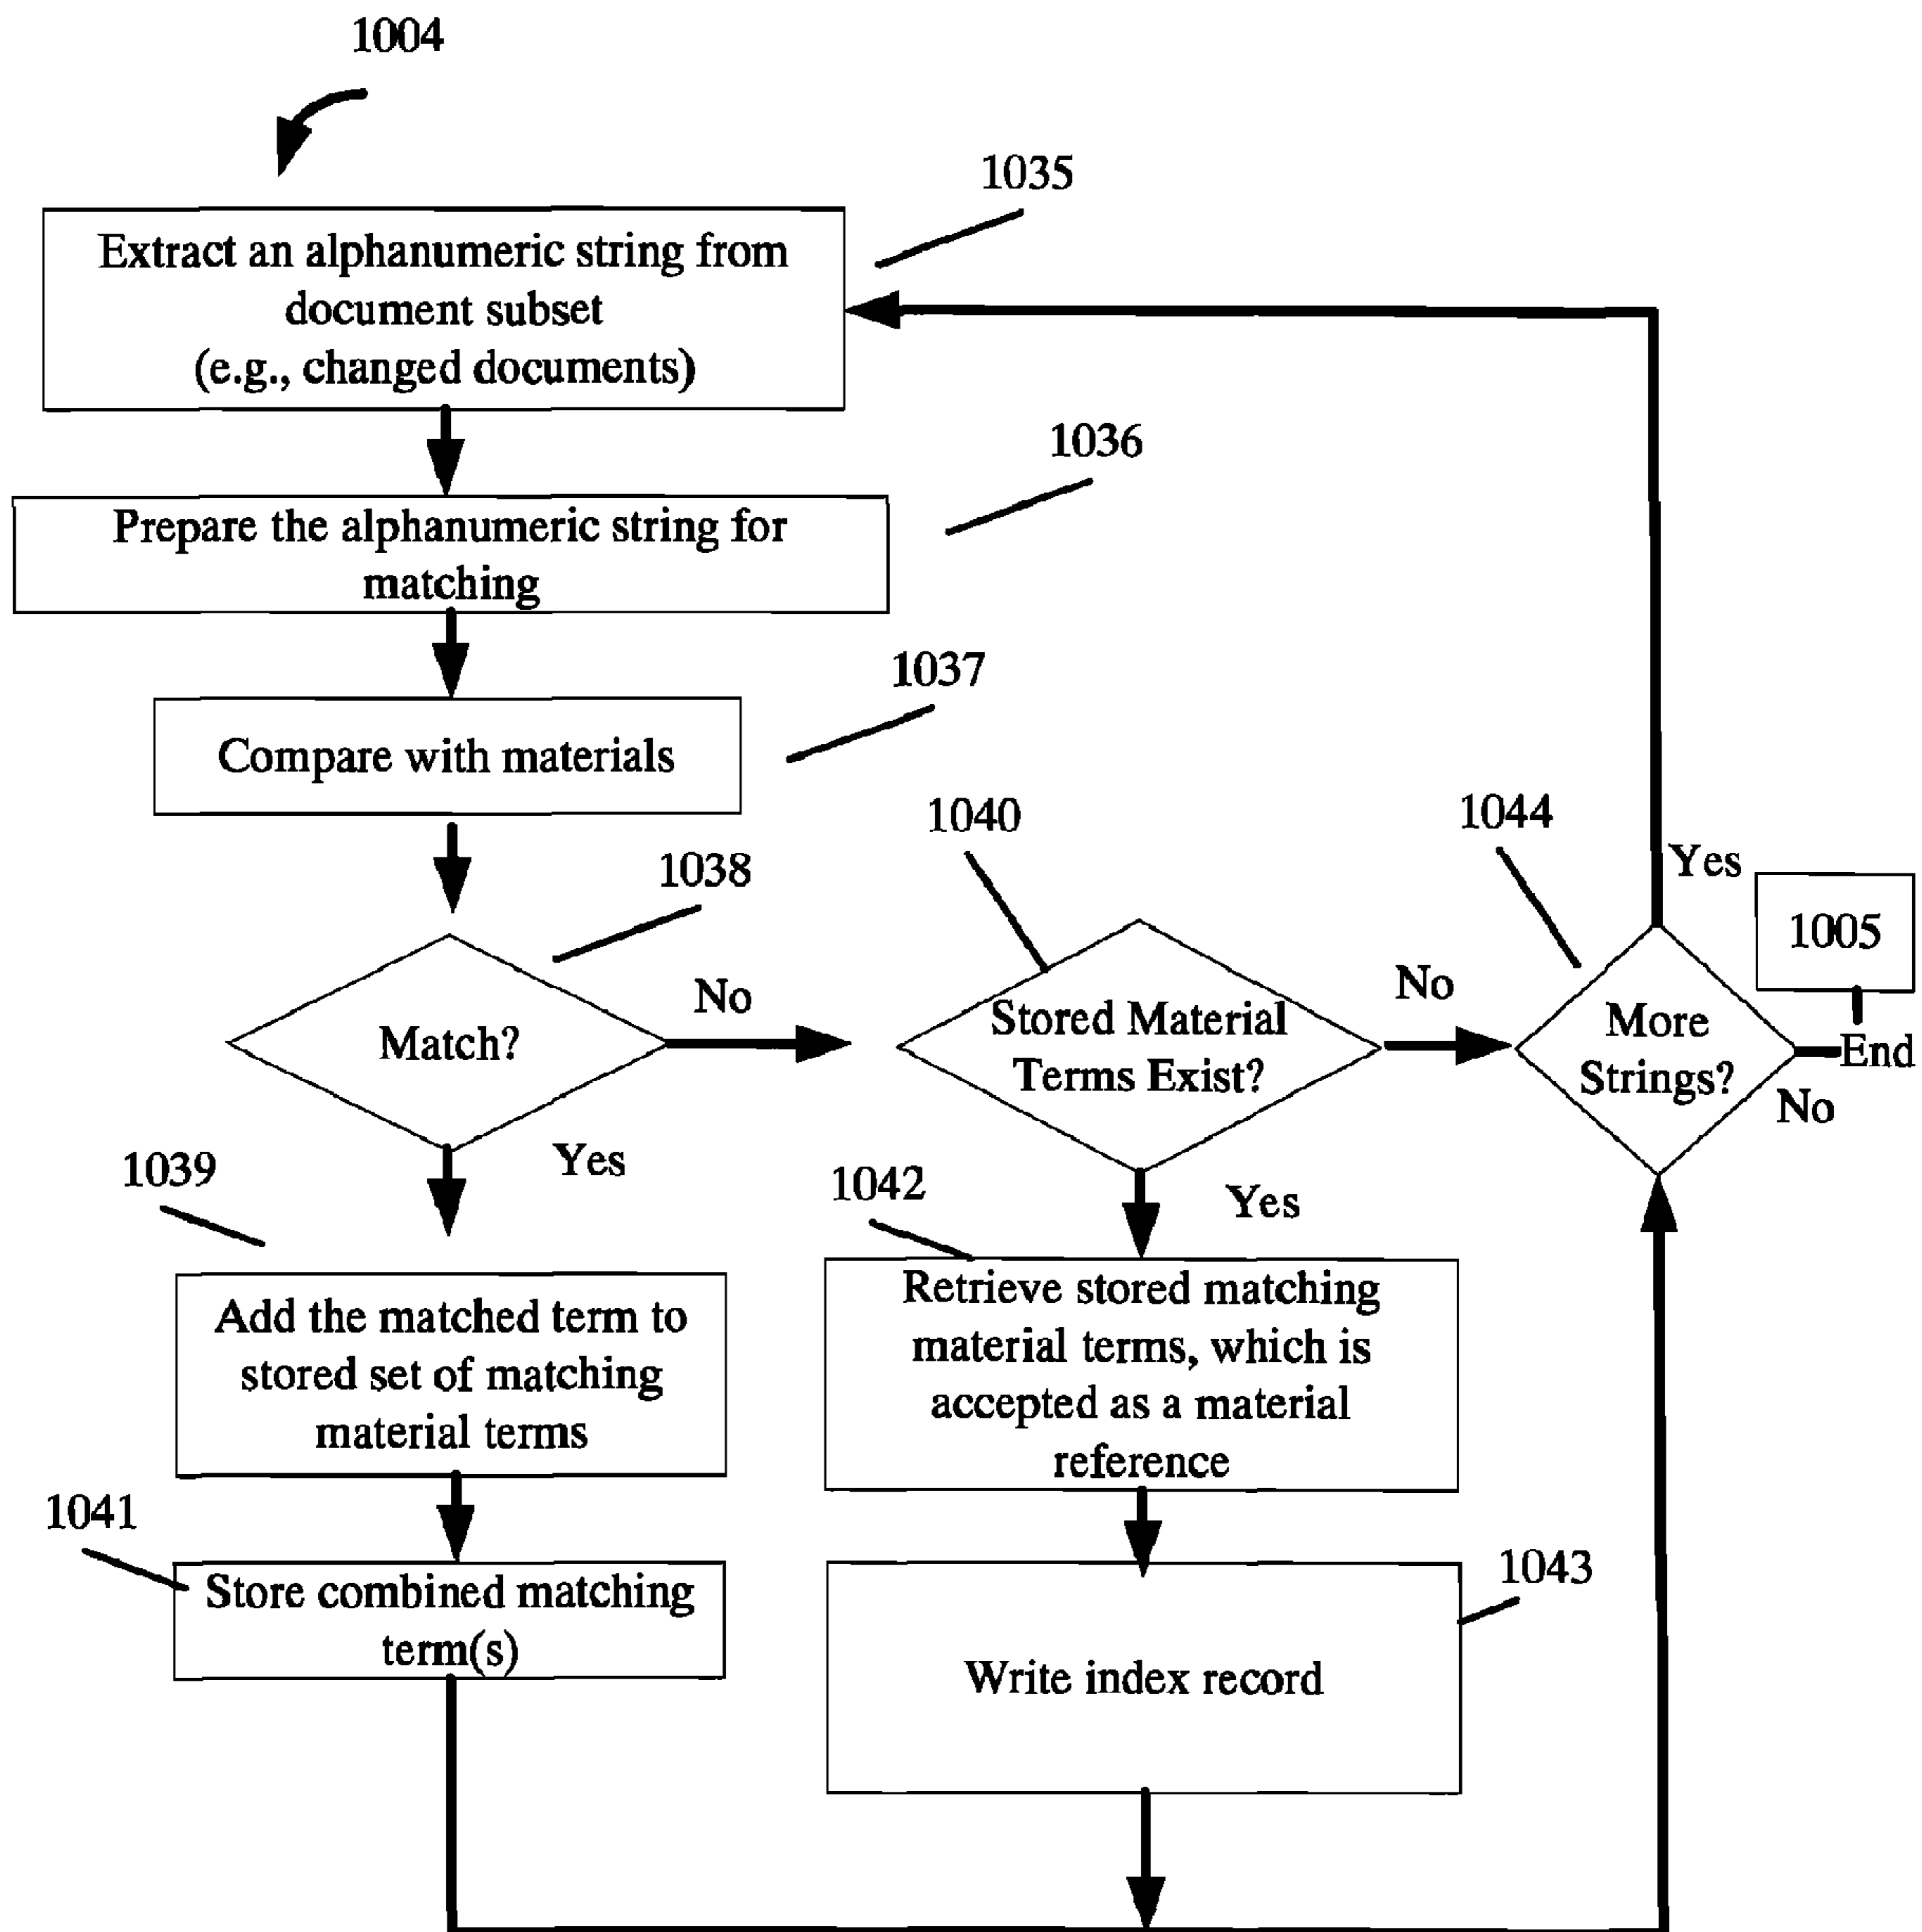 1004
1035
Extract an alphanumeric string from
document subset
(e.g., changed documents)
1036
Prepare the alphanumeric string for
matching
1037
Compare with materials
1038
Match?
No
Yes
1040
Stored Material
Terms Exist?
No
Yes
1044
More
Strings?
Yes
No
1005
End
1039
Add the matched term to
stored set of matching
material terms
1042
Retrieve stored matching
material terms, which is
accepted as a material
reference
1041
Store combined matching
term(s)
1043
Write index record